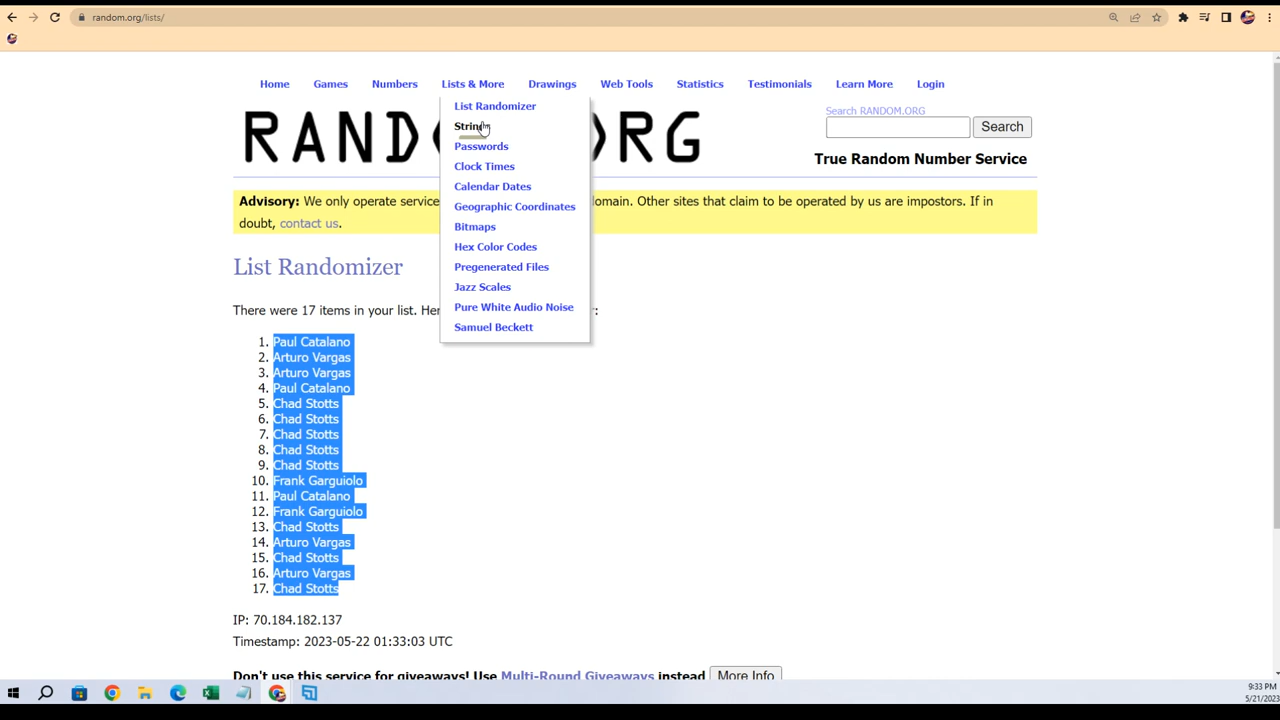 random.org/lists/
Home Games Numbers Lists & More Drawings Web Tools Statistics Testimonials Learn More Login
List Randomizer
Strings
Passwords
Clock Times
Calendar Dates
Geographic Coordinates
Bitmaps
Hex Color Codes
Pregenerated Files
Jazz Scales
Pure White Audio Noise
Samuel Beckett
RAND RG
Search RANDOM.ORG
Search
True Random Number Service
Advisory: We only operate service omain. Other sites that claim to be operated by us are impostors. If in
doubt, contact us.
List Randomizer
There were 17 items in your list. Her :
1. Paul Catalano
2. Arturo Vargas
3. Arturo Vargas
4. Paul Catalano
5. Chad Stotts
6. Chad Stotts
7. Chad Stotts
8. Chad Stotts
9. Chad Stotts
10. Frank Garguiolo
11. Paul Catalano
12. Frank Garguiolo
13. Chad Stotts
14. Arturo Vargas
15. Chad Stotts
16. Arturo Vargas
17. Chad Stotts
IP: 70.184.182.137
Timestamp: 2023-05-22 01:33:03 UTC
Don't use this service for giveaways! Use Multi-Round Giveaways instead More Info
9:33 PM
5/21/2023